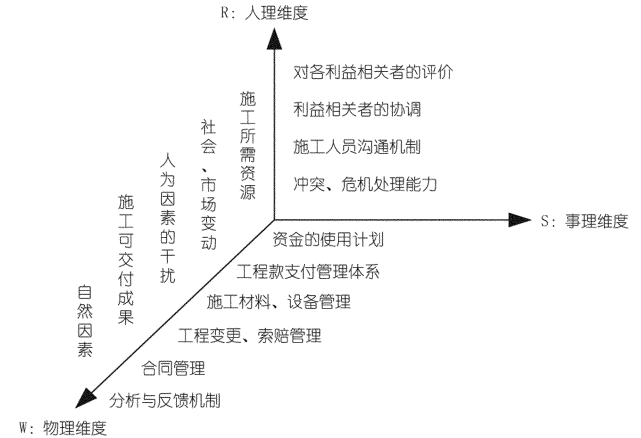 R: 人理维度
对各利益相关者的评价
利益相关者的协调
施工人员沟通机制
冲突、危机处理能力
施工所需资源
社会、市场变动
人为因素的干扰
施工可交付成果
自然因素
S: 事理维度
资金的使用计划
工程款支付管理体系
施工材料、设备管理
工程变更、索赔管理
合同管理
分析与反馈机制
W: 物理维度